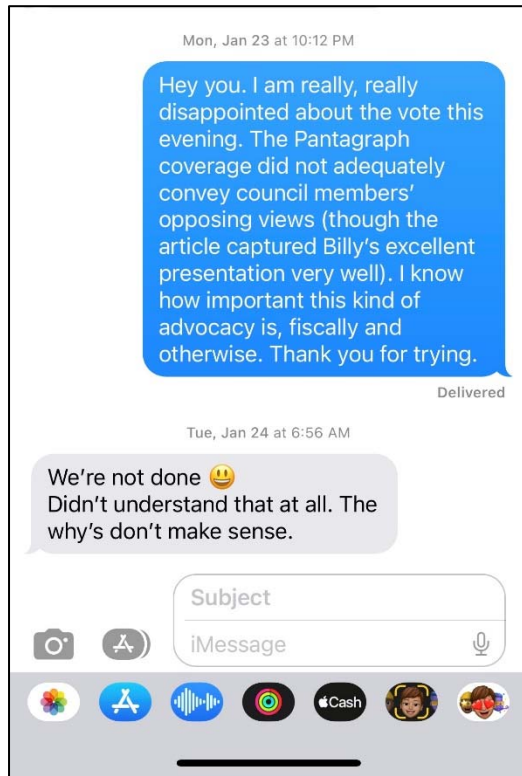 Mon, Jan 23 at 10:12 PM
Hey you. I am really, really
disappointed about the vote this
evening. The Pantagraph
coverage did not adequately
convey council members'
opposing views (though the
article captured Billy's excellent
presentation very well). I know
how important this kind of
advocacy is, fiscally and
otherwise. Thank you for trying.
Delivered
Tue, Jan 24 at 6:56 AM
We're not done 😃
Didn't understand that at all. The
why's don't make sense.
Subject
iMessage
Cash